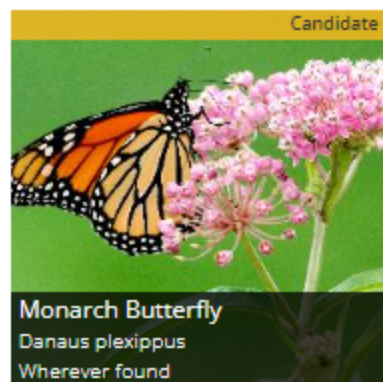 Candidate
Monarch Butterfly
Danaus plexippus
Wherever found